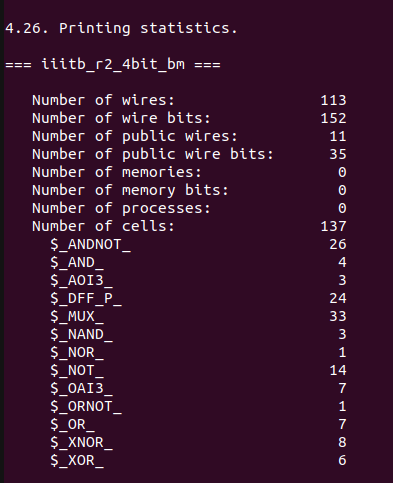 4.26. Printing statistics.
=== iiitb_r2_4bit_bm ===
Number of wires: 113
Number of wire bits: 152
Number of public wires: 11
Number of public wire bits: 35
Number of memories: 0
Number of memory bits: 0
Number of processes: 0
Number of cells: 137
$_ANDNOT_ 26
$_AND_ 4
$_AOI3_ 3
$_DFF_P_ 24
$_MUX_ 33
$_NAND_ 3
$_NOR_ 1
$_NOT_ 14
$_OAI3_ 7
$_ORNOT_ 1
$_OR_ 7
$_XNOR_ 8
$_XOR_ 6